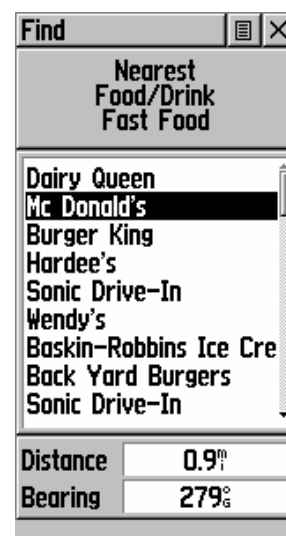 Find
Nearest
Food/Drink
Fast Food
Dairy Queen
Mc Donald's
Burger King
Hardee's
Sonic Drive-In
Wendy's
Baskin-Robbins Ice Cre
Back Yard Burgers
Sonic Drive-In
Distance 0.9 m
Bearing 279°G